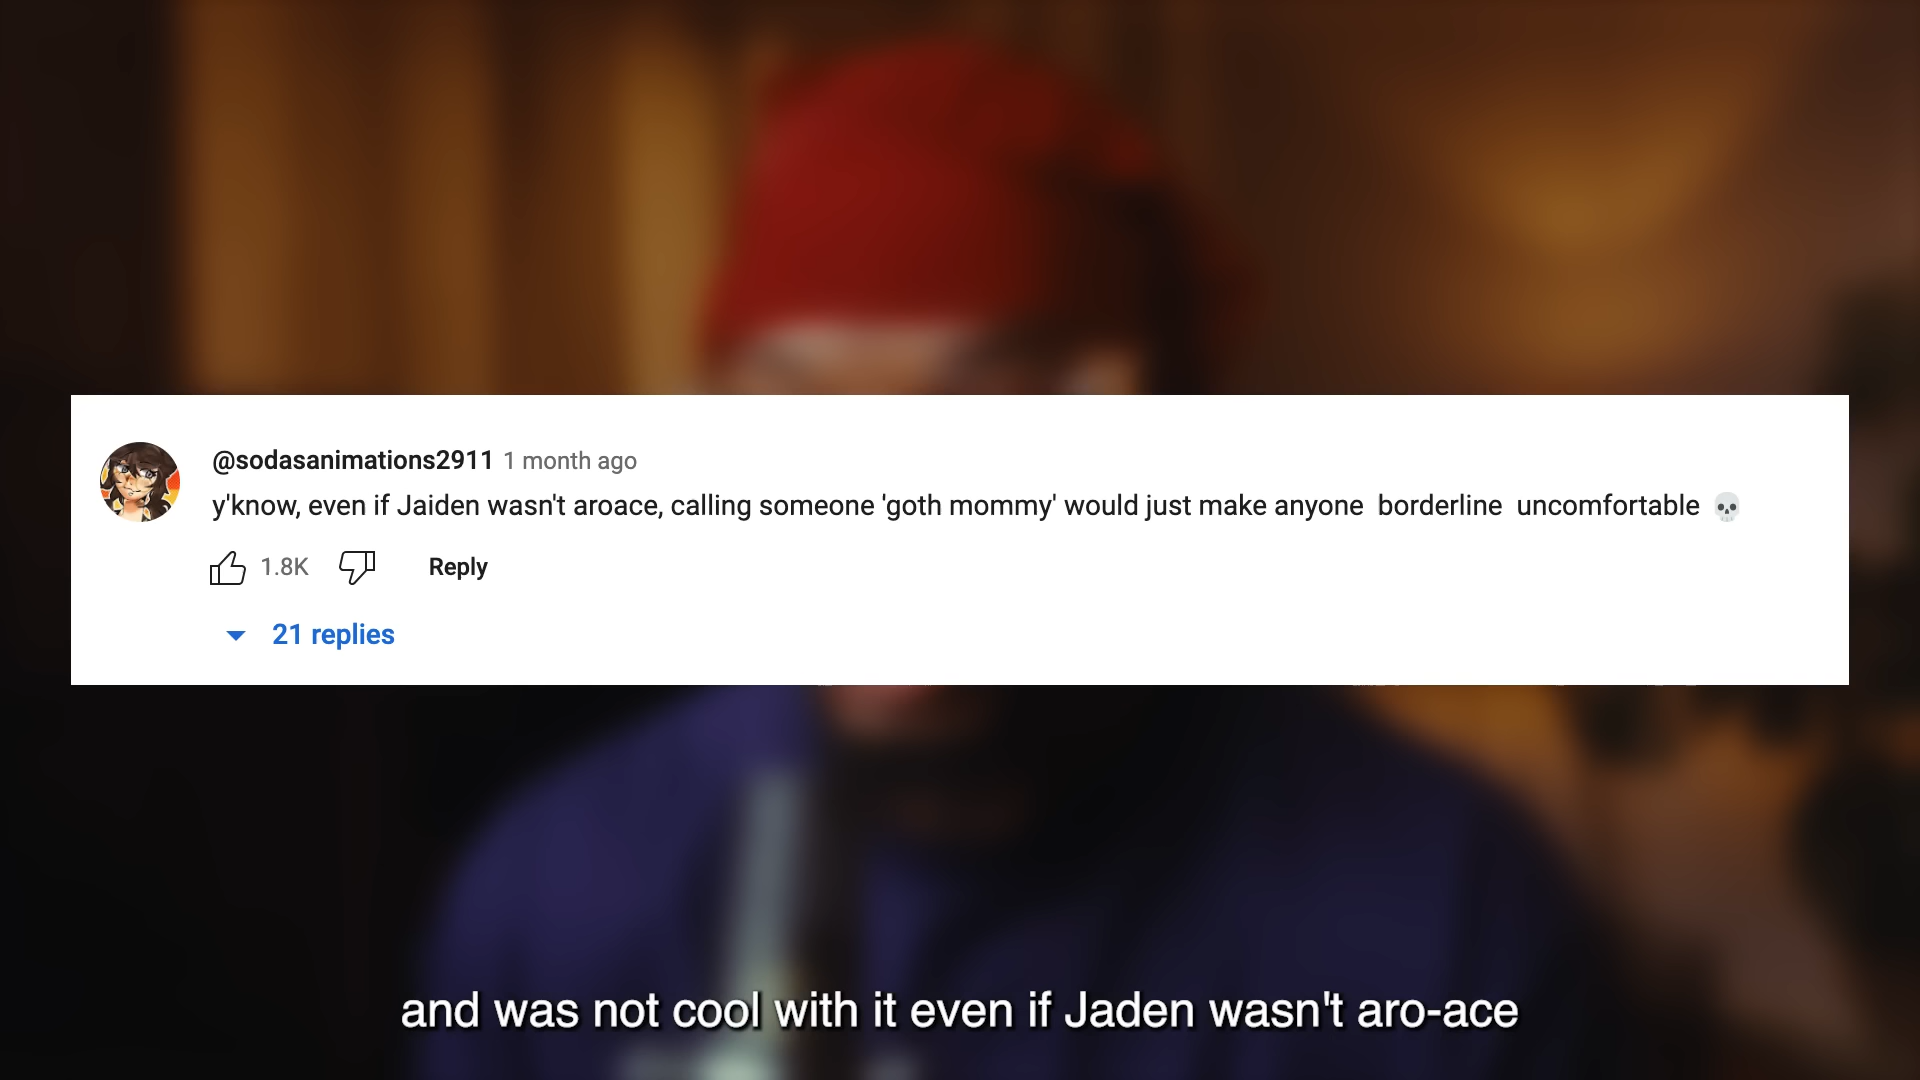 @sodasanimations2911 1 month ago
y'know, even if Jaiden wasn't aroace, calling someone 'goth mommy' would just make anyone borderline uncomfortable 💀
1.8K Reply
21 replies
and was not cool with it even if Jaden wasn't aro-ace